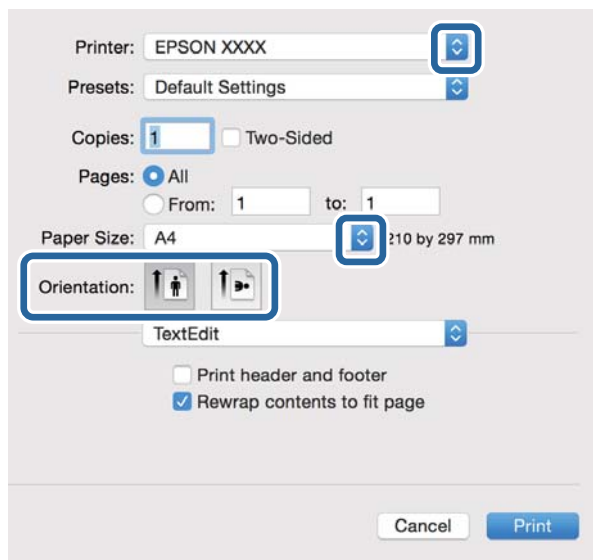 Printer: EPSON XXXX
Presets: Default Settings
Copies: 1 Two-Sided
Pages: All
From: 1 to: 1
Paper Size: A4 210 by 297 mm
Orientation:
TextEdit
Print header and footer
Rewrap contents to fit page
Cancel Print